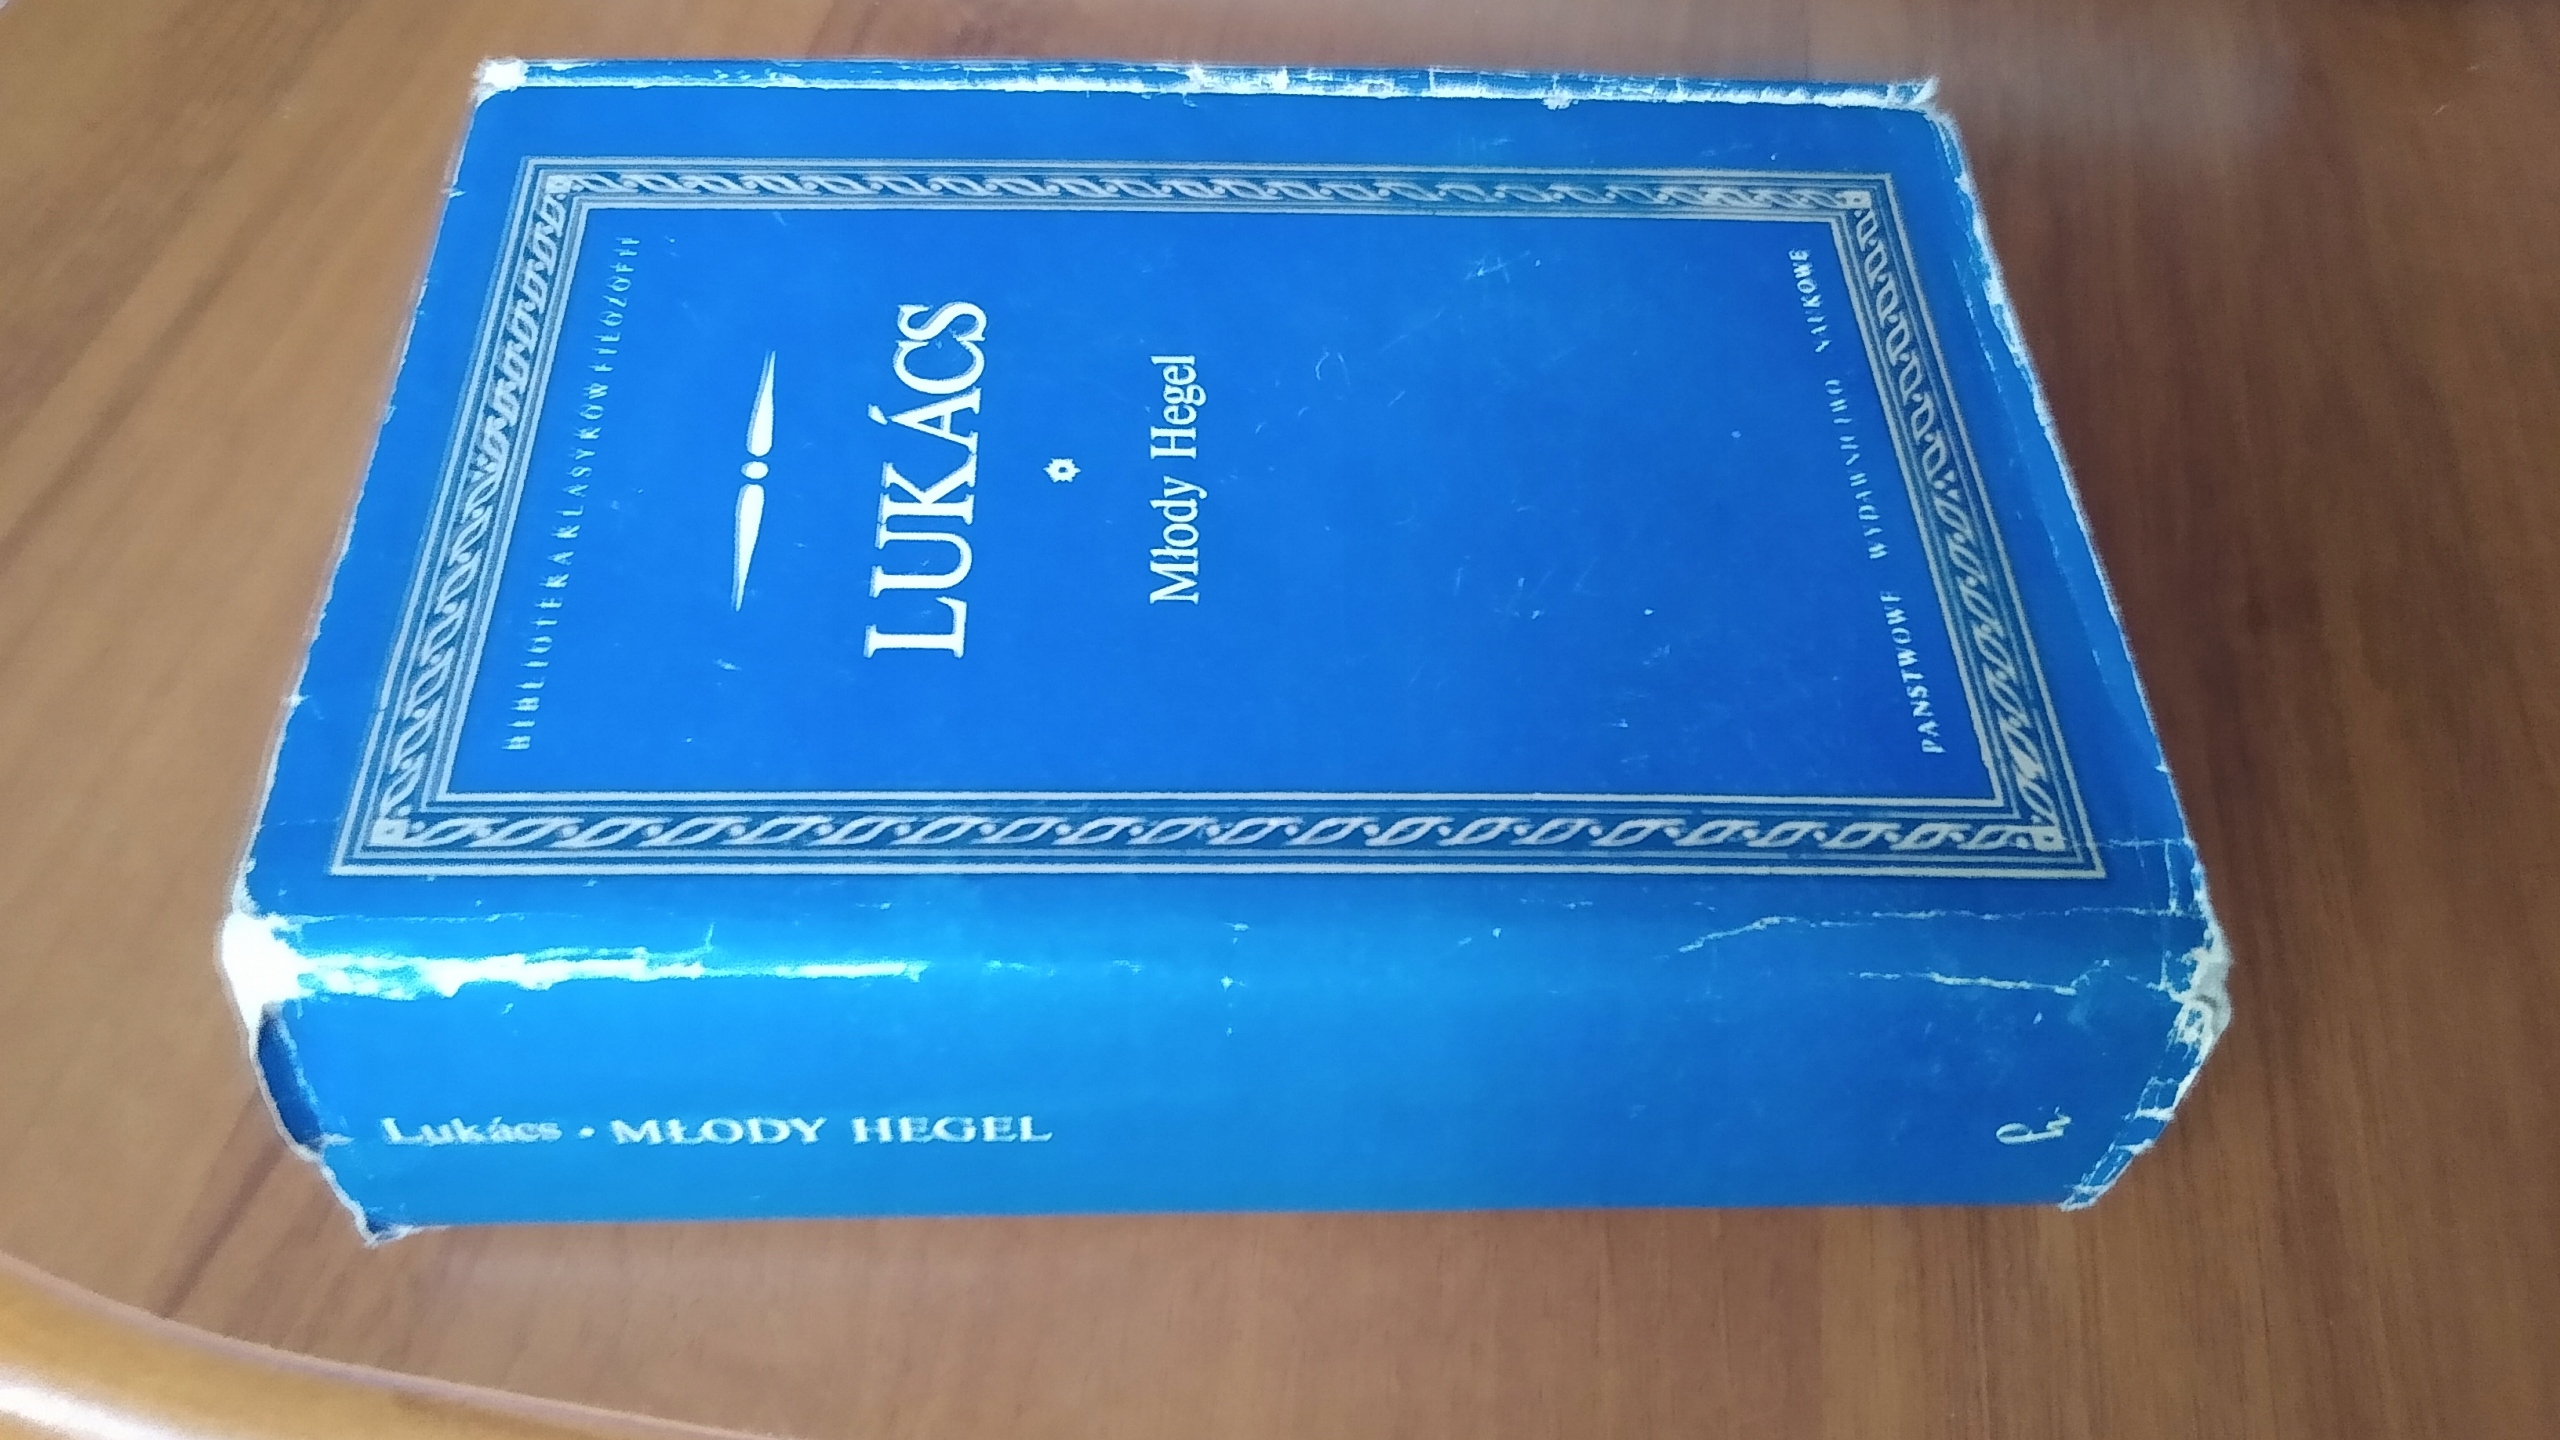 BIBLIOTEKA KLASYKÓW FILOZOFII
LUKÁCS
Młody Hegel
PAŃSTWOWE WYDAWNICTWO NAUKOWE
Lukács · MŁODY HEGEL